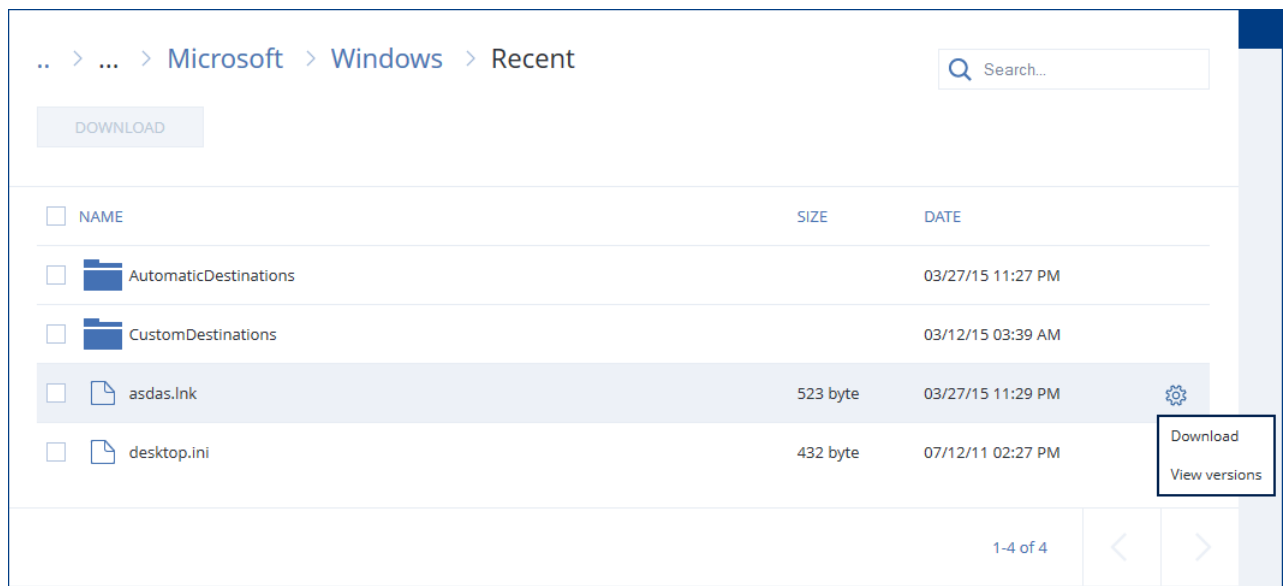 .. > ... > Microsoft > Windows > Recent
Search...
DOWNLOAD
NAME SIZE DATE
AutomaticDestinations 03/27/15 11:27 PM
CustomDestinations 03/12/15 03:39 AM
asdas.lnk 523 byte 03/27/15 11:29 PM
desktop.ini 432 byte 07/12/11 02:27 PM
Download
View versions
1-4 of 4